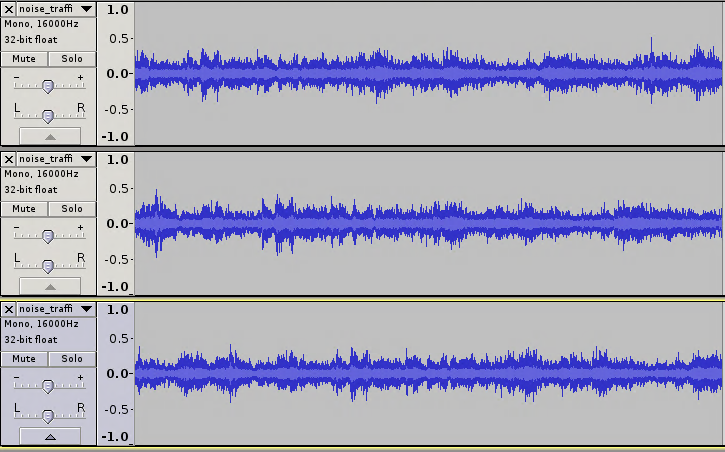 noise_traffi
Mono, 16000Hz
32-bit float
Mute Solo
- +
L R
1.0
0.5-
0.0-
-0.5-
-1.0
noise_traffi
Mono, 16000Hz
32-bit float
Mute Solo
- +
L R
1.0
0.5-
0.0-
-0.5-
-1.0
noise_traffi
Mono, 16000Hz
32-bit float
Mute Solo
- +
L R
1.0
0.5-
0.0-
-0.5-
-1.0